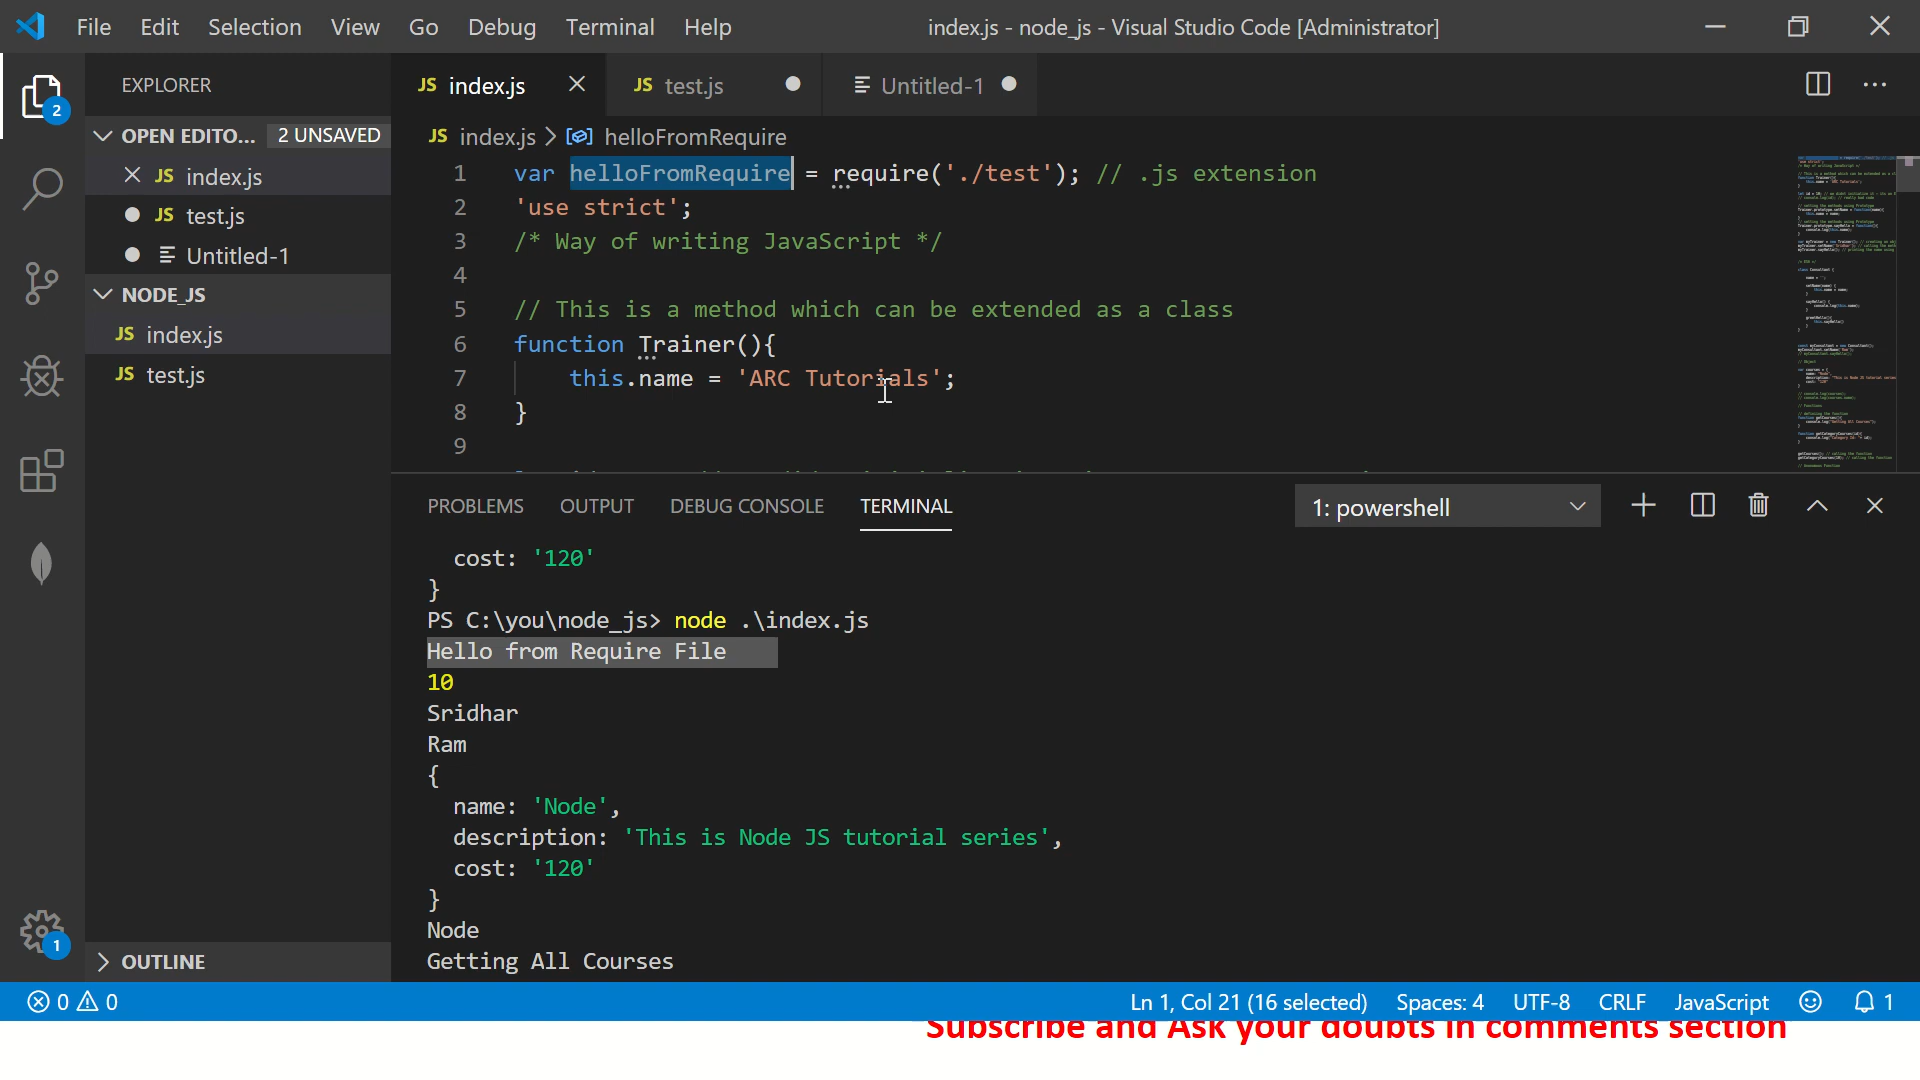 File Edit Selection View Go Debug Terminal Help index.js - node_js - Visual Studio Code [Administrator]
EXPLORER
2
OPEN EDITO... 2 UNSAVED
JS index.js
JS test.js
Untitled-1
NODE_JS
JS index.js
JS test.js
OUTLINE
1
JS index.js JS test.js Untitled-1
JS index.js > helloFromRequire
1 var helloFromRequire = require('./test'); // .js extension
2 'use strict';
3 /* Way of writing JavaScript */
4
5 // This is a method which can be extended as a class
6 function Trainer(){
7 this.name = 'ARC Tutorials';
8 }
9
PROBLEMS OUTPUT DEBUG CONSOLE TERMINAL 1: powershell
cost: '120'
}
PS C:\you\node_js> node .\index.js
Hello from Require File
10
Sridhar
Ram
{
name: 'Node',
description: 'This is Node JS tutorial series',
cost: '120'
}
Node
Getting All Courses
0 0 Ln 1, Col 21 (16 selected) Spaces: 4 UTF-8 CRLF JavaScript 1
Subscribe and Ask your doubts in comments section